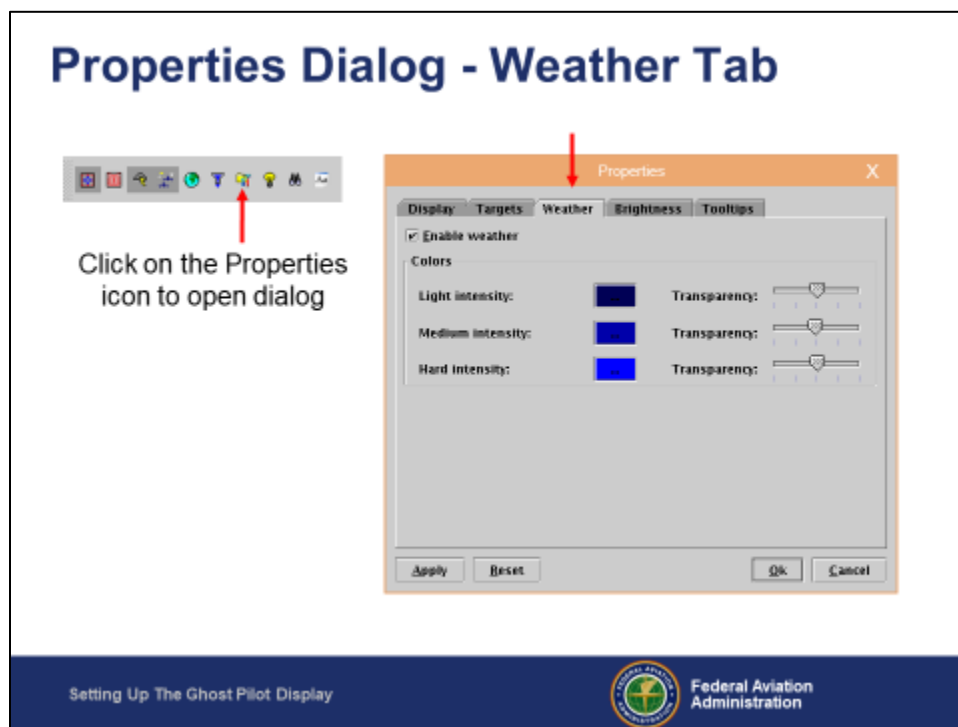 Properties Dialog - Weather Tab
Click on the Properties
icon to open dialog
Properties X
Display Targets Weather Brightness Tooltips
Enable weather
Colors
Light intensity: ... Transparency:
Medium intensity: ... Transparency:
Hard intensity: ... Transparency:
Apply Reset Ok Cancel
Setting Up The Ghost Pilot Display
Federal Aviation
Administration